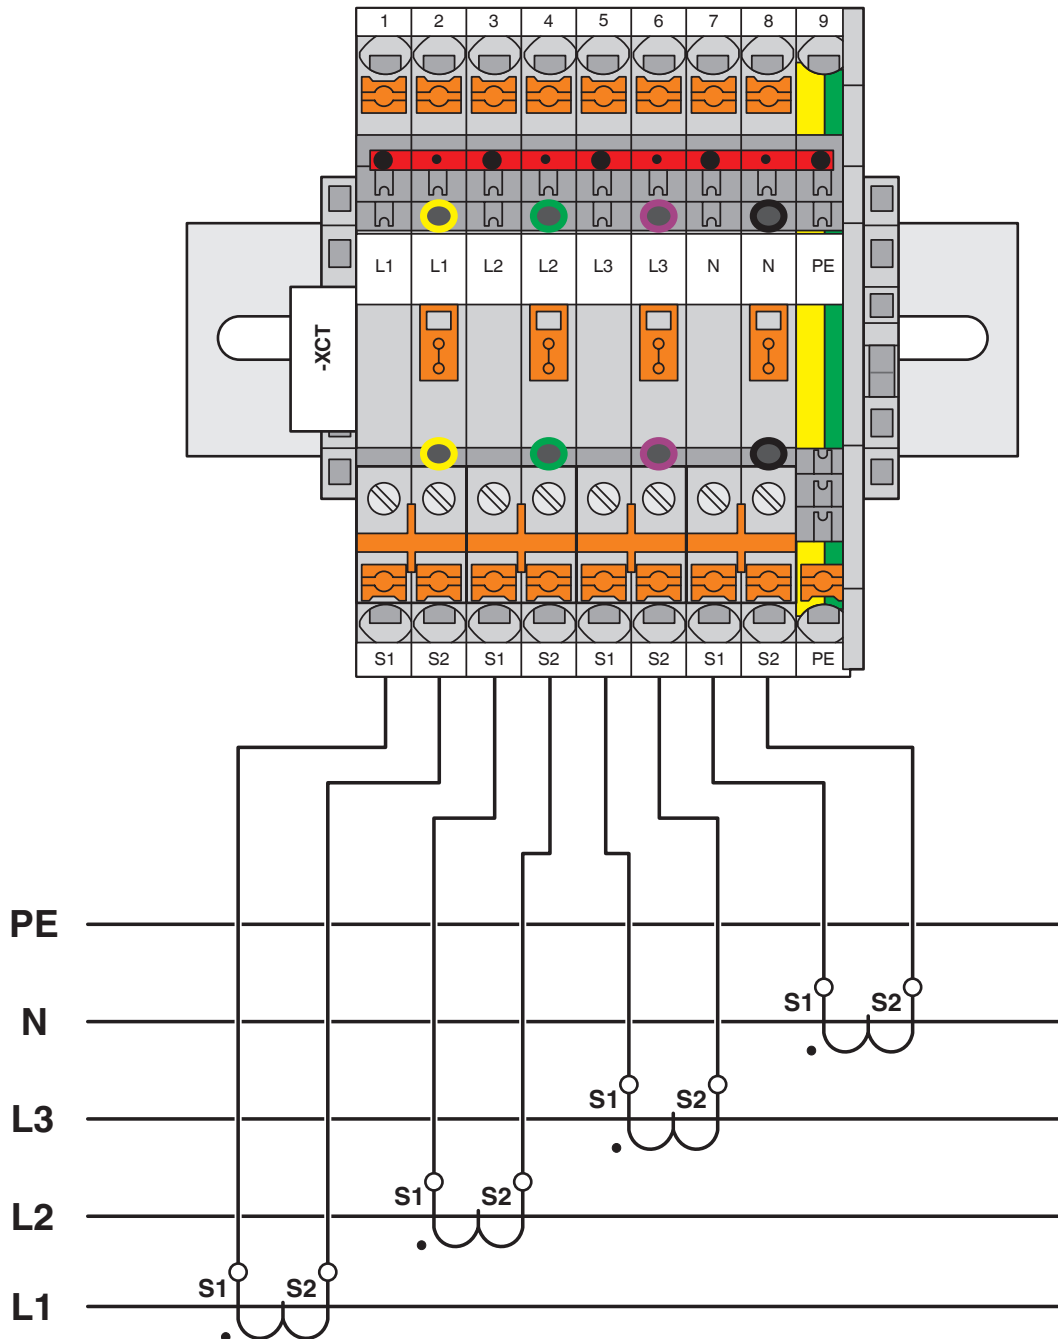 1 2 3 4 5 6 7 8 9
L1 L1 L2 L2 L3 L3 N N PE
-XCT
S1 S2 S1 S2 S1 S2 S1 S2 PE
PE
N S1 S2
L3 S1 S2
L2 S1 S2
L1 S1 S2